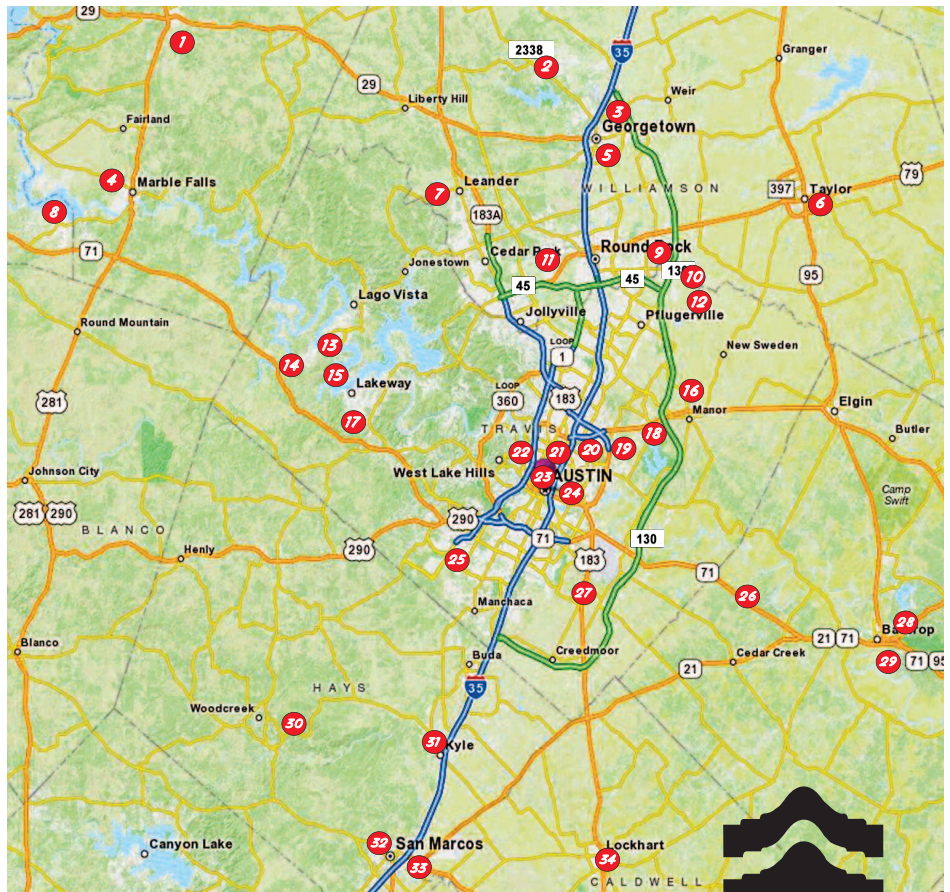 29
1
2338
2
35
Granger
29
Liberty Hill
Weir
3
Fairland
Georgetown
5
4
Marble Falls
7
Leander
WILLIAMSON
397
Taylor
79
6
8
183A
71
Cedar Park
11
Round Rock
9
130
10
95
Jonestown
45
45
12
Lago Vista
Jollyville
Pflugerville
Round Mountain
13
LOOP
1
New Sweden
14
15
Lakeway
LOOP
360
183
16
281
Manor
Elgin
17
TRAVIS
18
Butler
22
21
20
19
Johnson City
West Lake Hills
23
AUSTIN
24
Camp
Swift
281
290
BLANCO
290
71
130
Henly
290
25
183
71
27
26
Manchaca
28
Bastrop
21
71
Blanco
Buda
Creedmoor
21
Cedar Creek
29
71
95
HAYS
35
Woodcreek
30
31
Kyle
Canyon Lake
32
San Marcos
33
Lockhart
34
CALDWELL